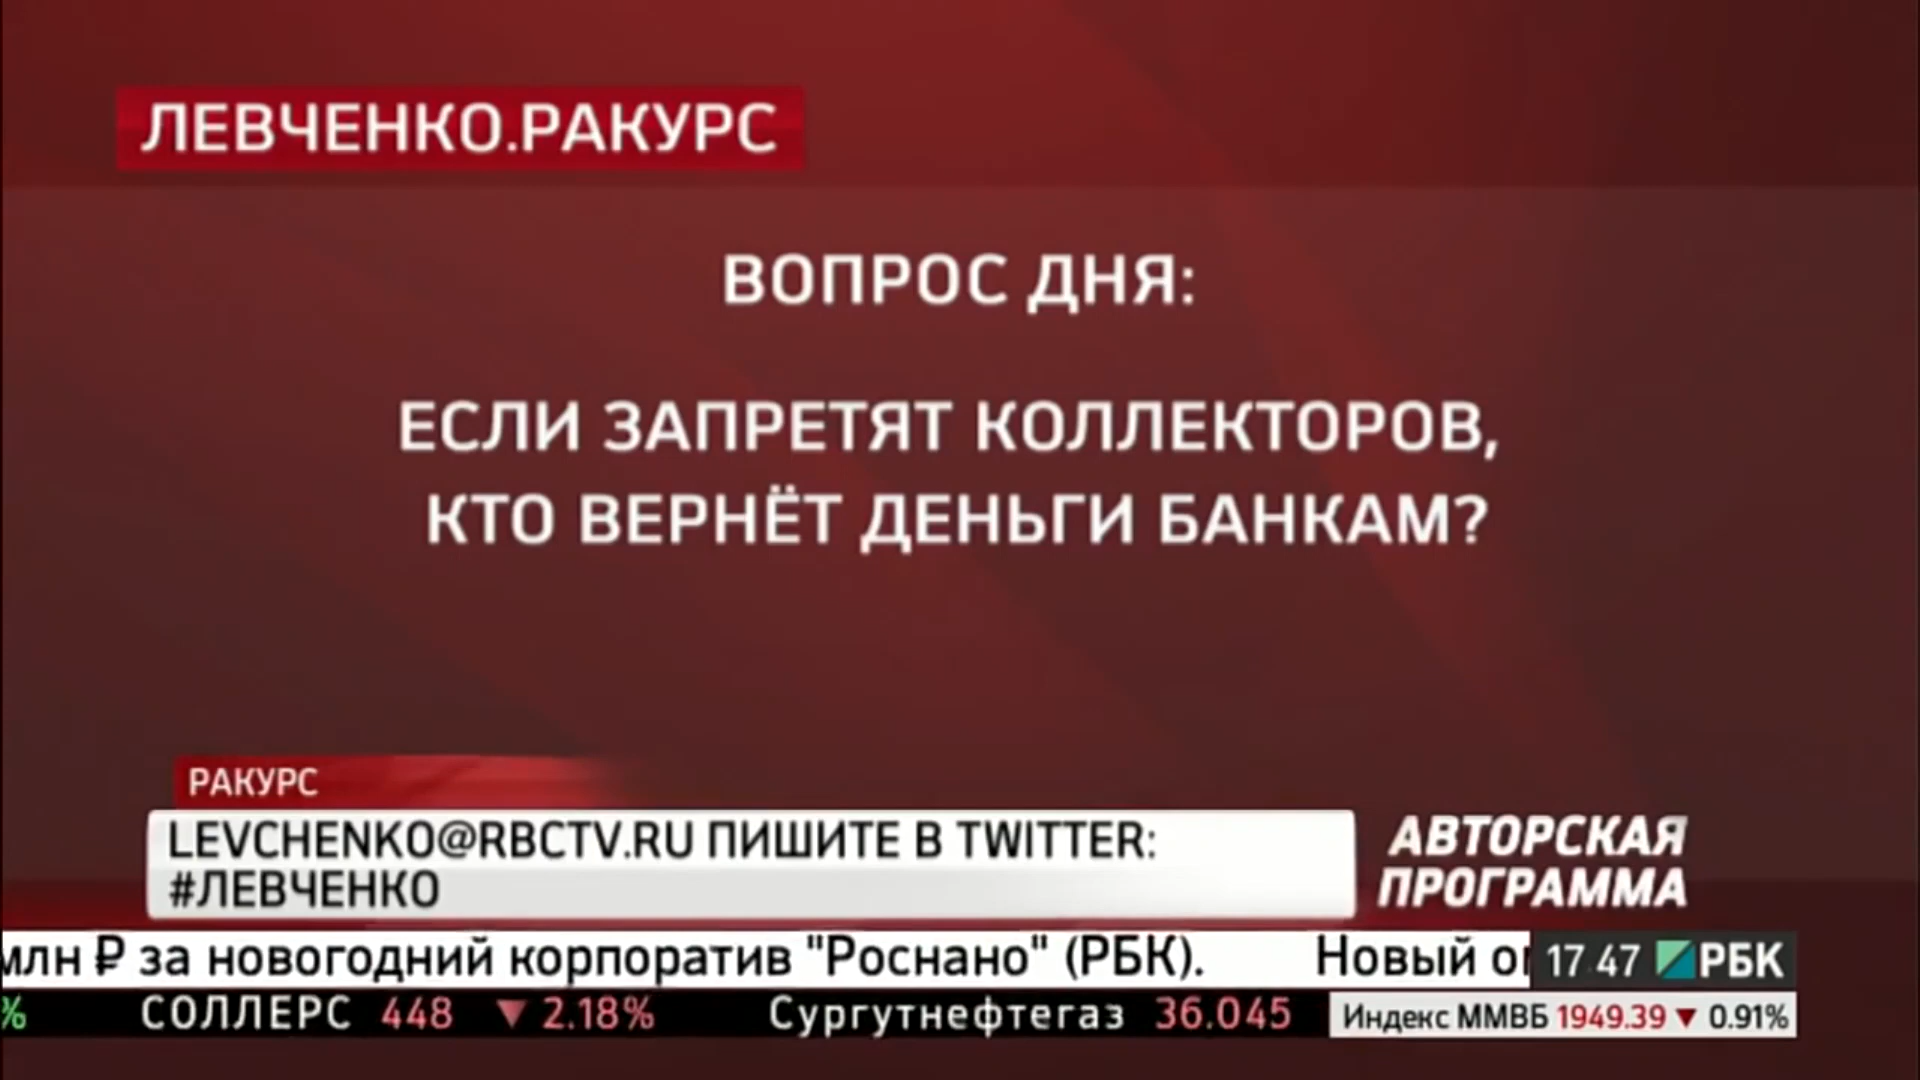 ЛЕВЧЕНКО.РАКУРС
ВОПРОС ДНЯ:
ЕСЛИ ЗАПРЕТЯТ КОЛЛЕКТОРОВ,
КТО ВЕРНЁТ ДЕНЬГИ БАНКАМ?
РАКУРС
LEVCHENKO@RBCTV.RU ПИШИТЕ В TWITTER:
#ЛЕВЧЕНКО
АВТОРСКАЯ
ПРОГРАММА
млн ₽ за новогодний корпоратив "Роснано" (РБК). Новый
17 47 РБК
% СОЛЛЕРС 448 ▼ 2.18% Сургутнефтегаз 36.045
Индекс ММВБ 1949.39 ▼ 0.91%